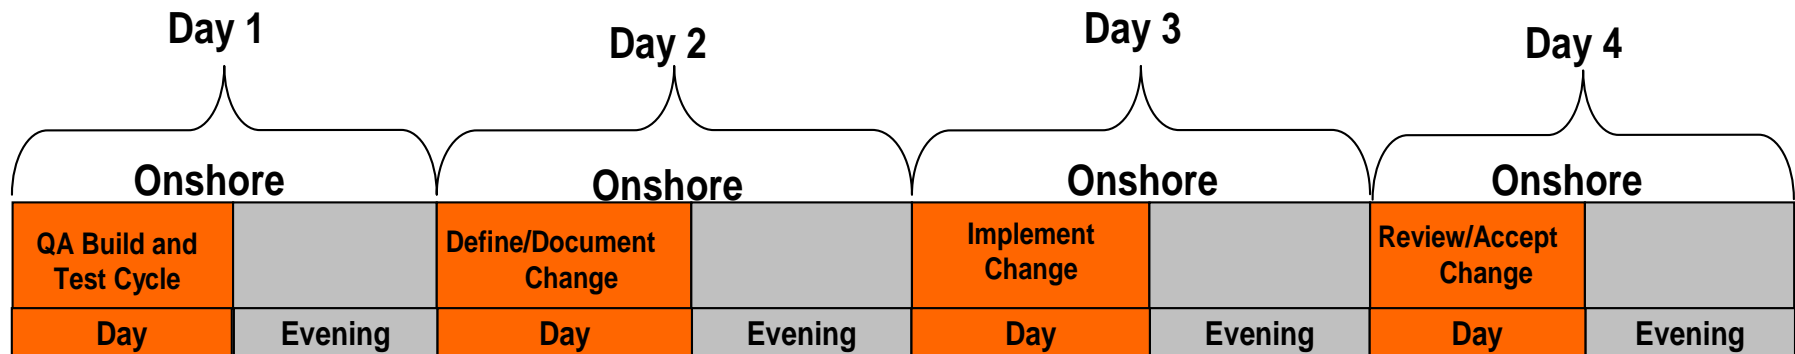 Day 1
Day 2
Day 3
Day 4
Onshore
Onshore
Onshore
Onshore
QA Build and
Test Cycle
Define/Document
Change
Implement
Change
Review/Accept
Change
Day
Evening
Day
Evening
Day
Evening
Day
Evening